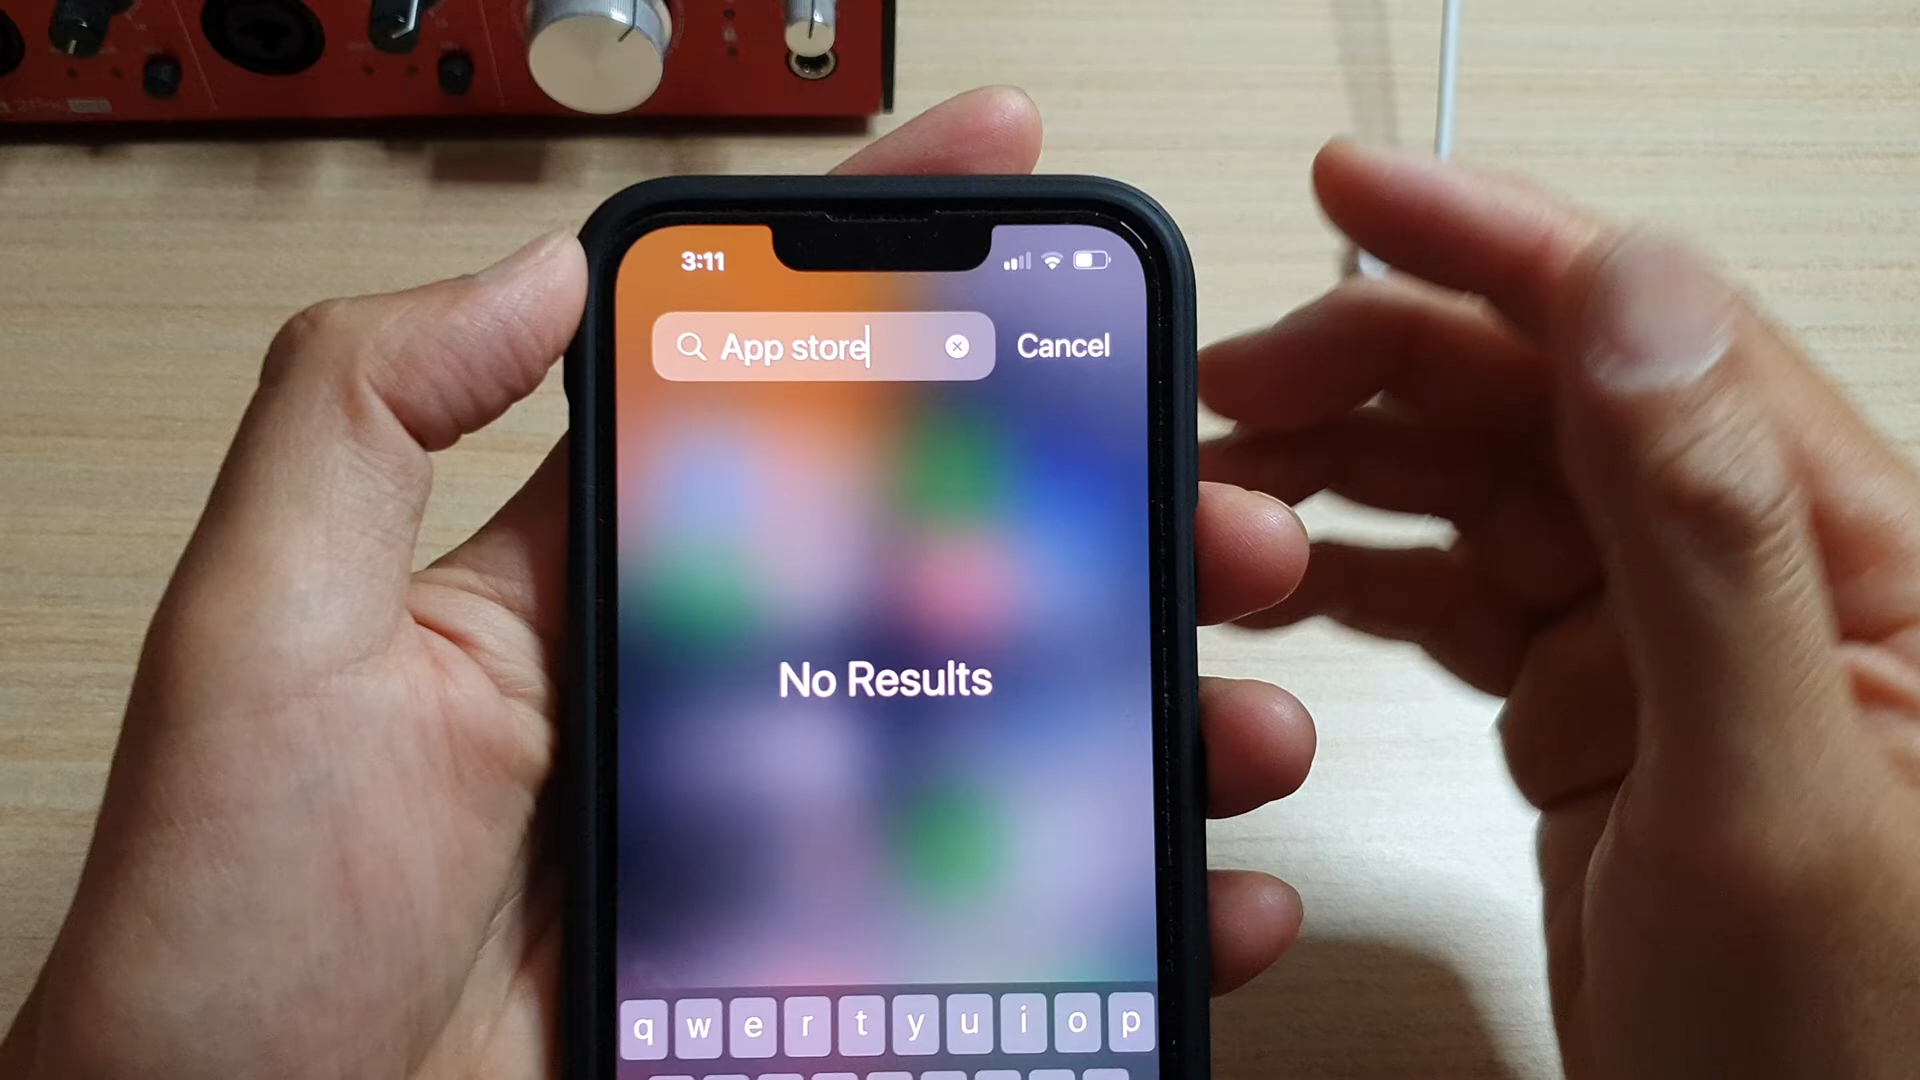 3:11
App store
Cancel
No Results
q w e r t y u i o p